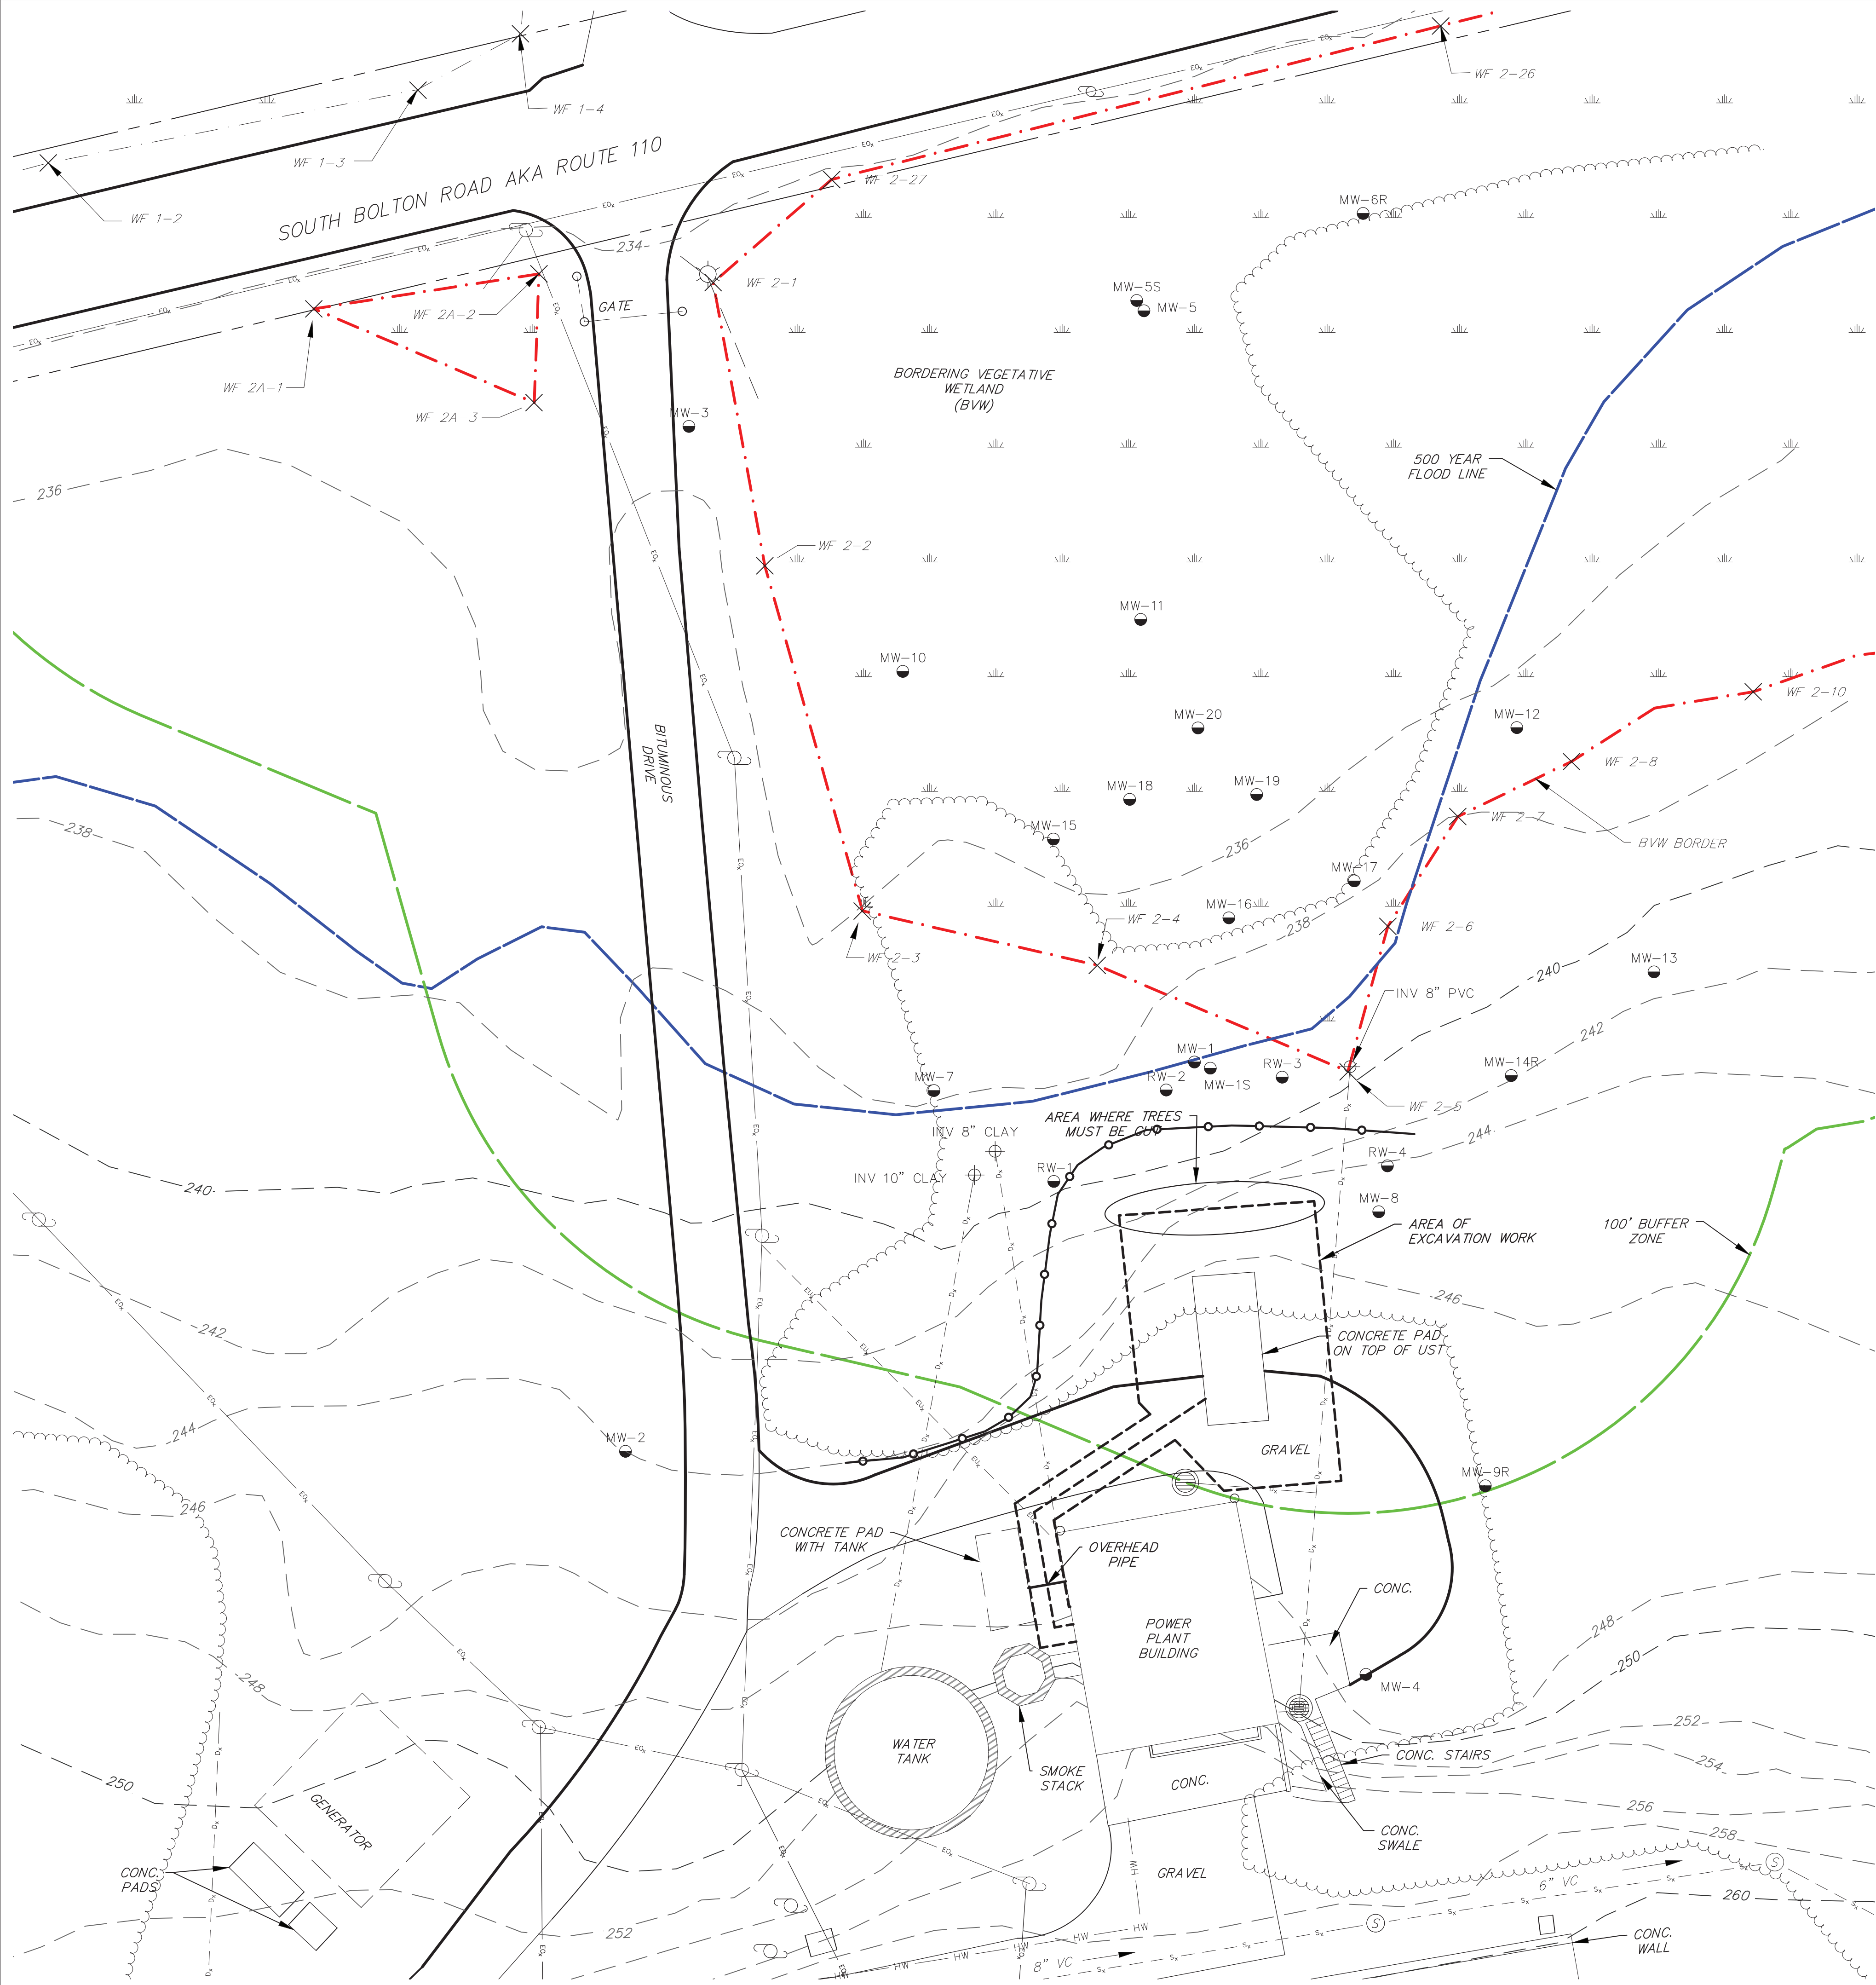 WF 2-26
WF 1-4
WF 1-3
WF 1-2
SOUTH BOLTON ROAD AKA ROUTE 110
WF 2-27
MW-6R
234
WF 2-1
GATE
WF 2A-2
WF 2A-1
WF 2A-3
MW-3
MW-5S
MW-5
BORDERING VEGETATIVE
WETLAND
(BVW)
500 YEAR
FLOOD LINE
236
WF 2-2
MW-11
MW-10
WF 2-10
MW-20
MW-12
BITUMINOUS
DRIVE
WF 2-8
MW-18
MW-19
WF 2-7
238
MW-15
236
BVW BORDER
MW-17
MW-16
WF 2-4
238
WF 2-6
WF 2-3
240
MW-13
INV 8" PVC
242
MW-1
RW-3
MW-14R
MW-7
RW-2
MW-1S
WF 2-5
AREA WHERE TREES
MUST BE CUT
INV 8" CLAY
244
RW-4
INV 10" CLAY
RW-1
240
MW-8
AREA OF
EXCAVATION WORK
100' BUFFER
ZONE
246
242
CONCRETE PAD
ON TOP OF UST
244
MW-2
GRAVEL
MW-9R
246
CONCRETE PAD
WITH TANK
OVERHEAD
PIPE
CONC.
POWER
PLANT
BUILDING
248
250
248
MW-4
252
WATER
TANK
CONC. STAIRS
254
SMOKE
STACK
CONC.
250
GENERATOR
256
CONC.
SWALE
258
CONC.
PADS
HW
GRAVEL
S
6" VC
260
252
S
HW
HW
HW
HW
HW
8" VC
CONC.
WALL